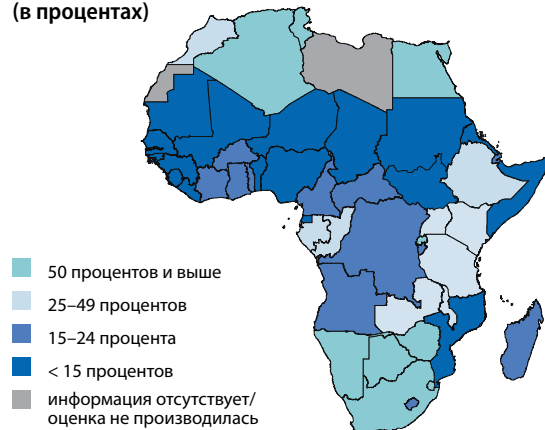 (в процентах)
50 процентов и выше
25–49 процентов
15–24 процента
< 15 процентов
информация отсутствует/
оценка не производилась